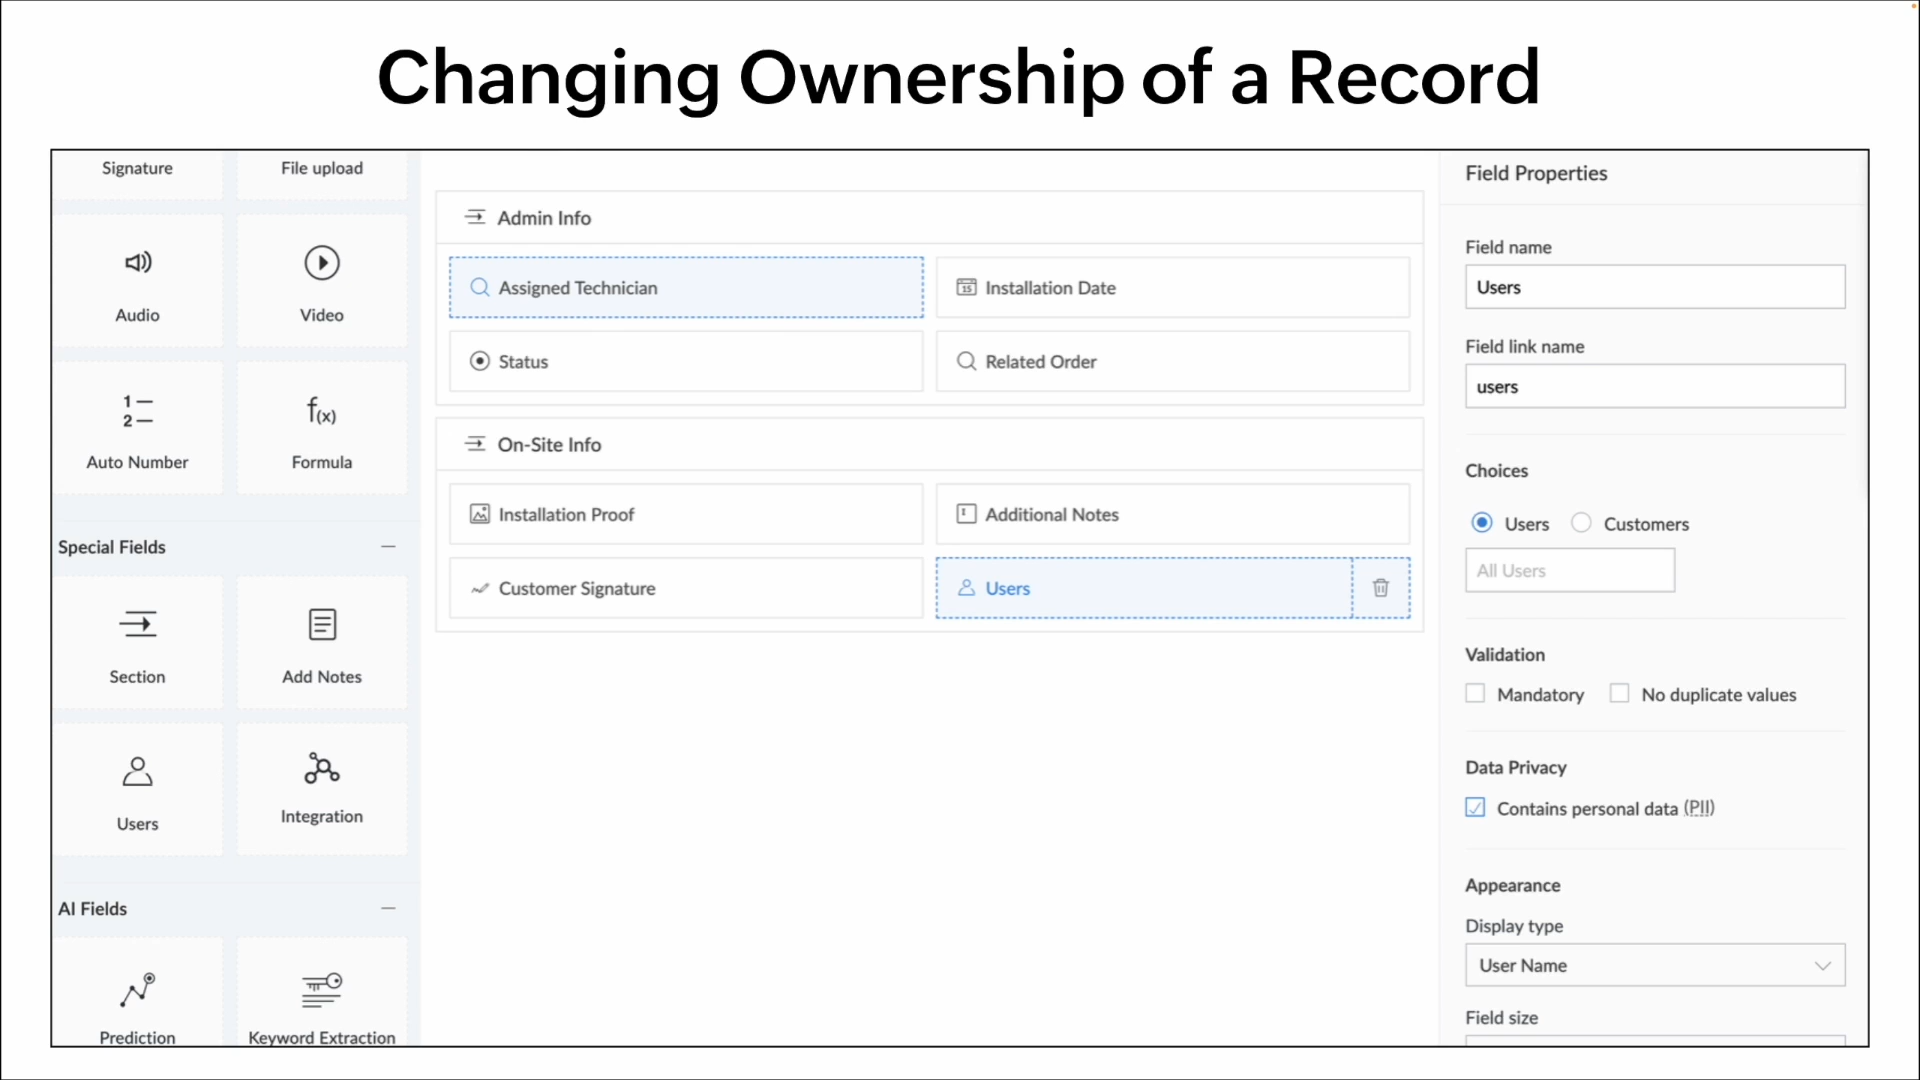 Changing Ownership of a Record
Signature
File upload
Audio
Video
1
2
Auto Number
f(x)
Formula
Special Fields
Section
Add Notes
Users
Integration
AI Fields
Prediction
Keyword Extraction
Admin Info
Assigned Technician
15
Installation Date
Status
Related Order
On-Site Info
Installation Proof
Additional Notes
Customer Signature
Users
Field Properties
Field name
Users
Field link name
users
Choices
Users
Customers
All Users
Validation
Mandatory
No duplicate values
Data Privacy
Contains personal data (PII)
Appearance
Display type
User Name
Field size